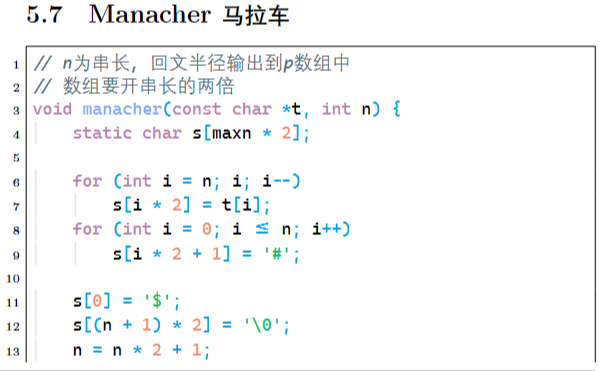 5.7 Manacher 马拉车
1 // n为串长，回文半径输出到p数组中
2 // 数组要开串长的两倍
3 void manacher(const char *t, int n) {
4     static char s[maxn * 2];
5
6     for (int i = n; i; i--)
7         s[i * 2] = t[i];
8     for (int i = 0; i ≤ n; i++)
9         s[i * 2 + 1] = '#';
10
11     s[0] = '$';
12     s[(n + 1) * 2] = '\0';
13     n = n * 2 + 1;